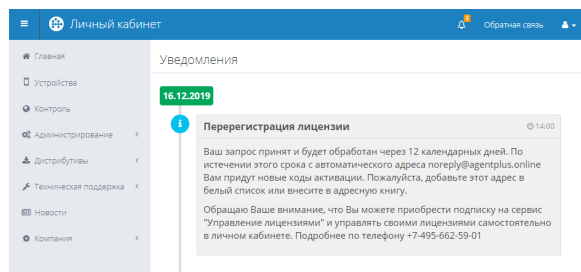 Личный кабинет
2
Обратная связь
Главная
Устройства
Контроль
Администрирование
Дистрибутивы
Техническая поддержка
Новости
Компания
Уведомления
16.12.2019
Перерегистрация лицензии
14:00
Ваш запрос принят и будет обработан через 12 календарных дней. По
истечении этого срока с автоматического адреса noreply@agentplus.online
Вам придут новые коды активации. Пожалуйста, добавьте этот адрес в
белый список или внесите в адресную книгу.
Обращаю Ваше внимание, что Вы можете приобрести подписку на сервис
"Управление лицензиями" и управлять своими лицензиями самостоятельно
в личном кабинете. Подробнее по телефону +7-495-662-59-01